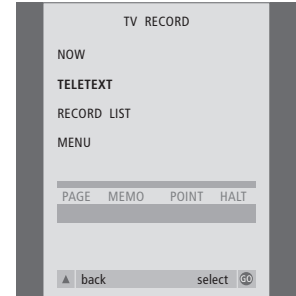 TV RECORD
NOW
TELETEXT
RECORD LIST
MENU
PAGE MEMO POINT HALT
▲ back select GO